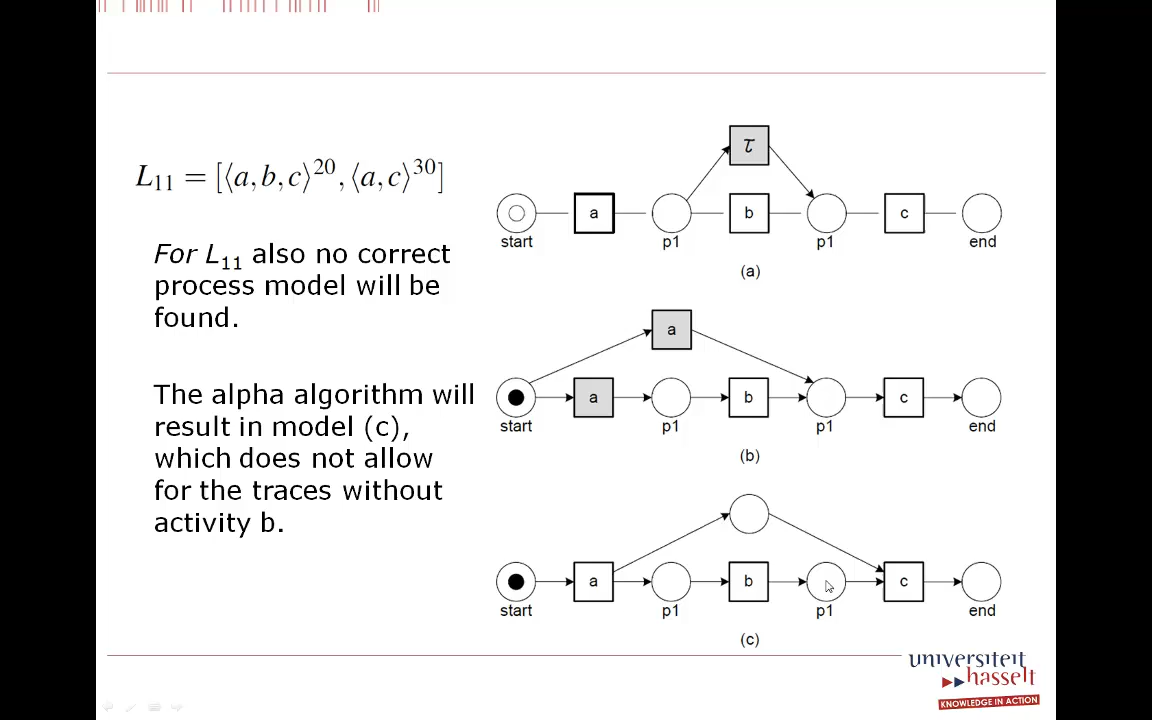 L11 = [⟨a,b,c⟩20,⟨a,c⟩30]
For L11 also no correct
process model will be
found.
The alpha algorithm will
result in model (c),
which does not allow
for the traces without
activity b.
τ
a
b
c
start
p1
p1
end
(a)
a
a
b
c
start
p1
p1
end
(b)
a
b
c
start
p1
p1
end
(c)
universiteit
hasselt
KNOWLEDGE IN ACTION